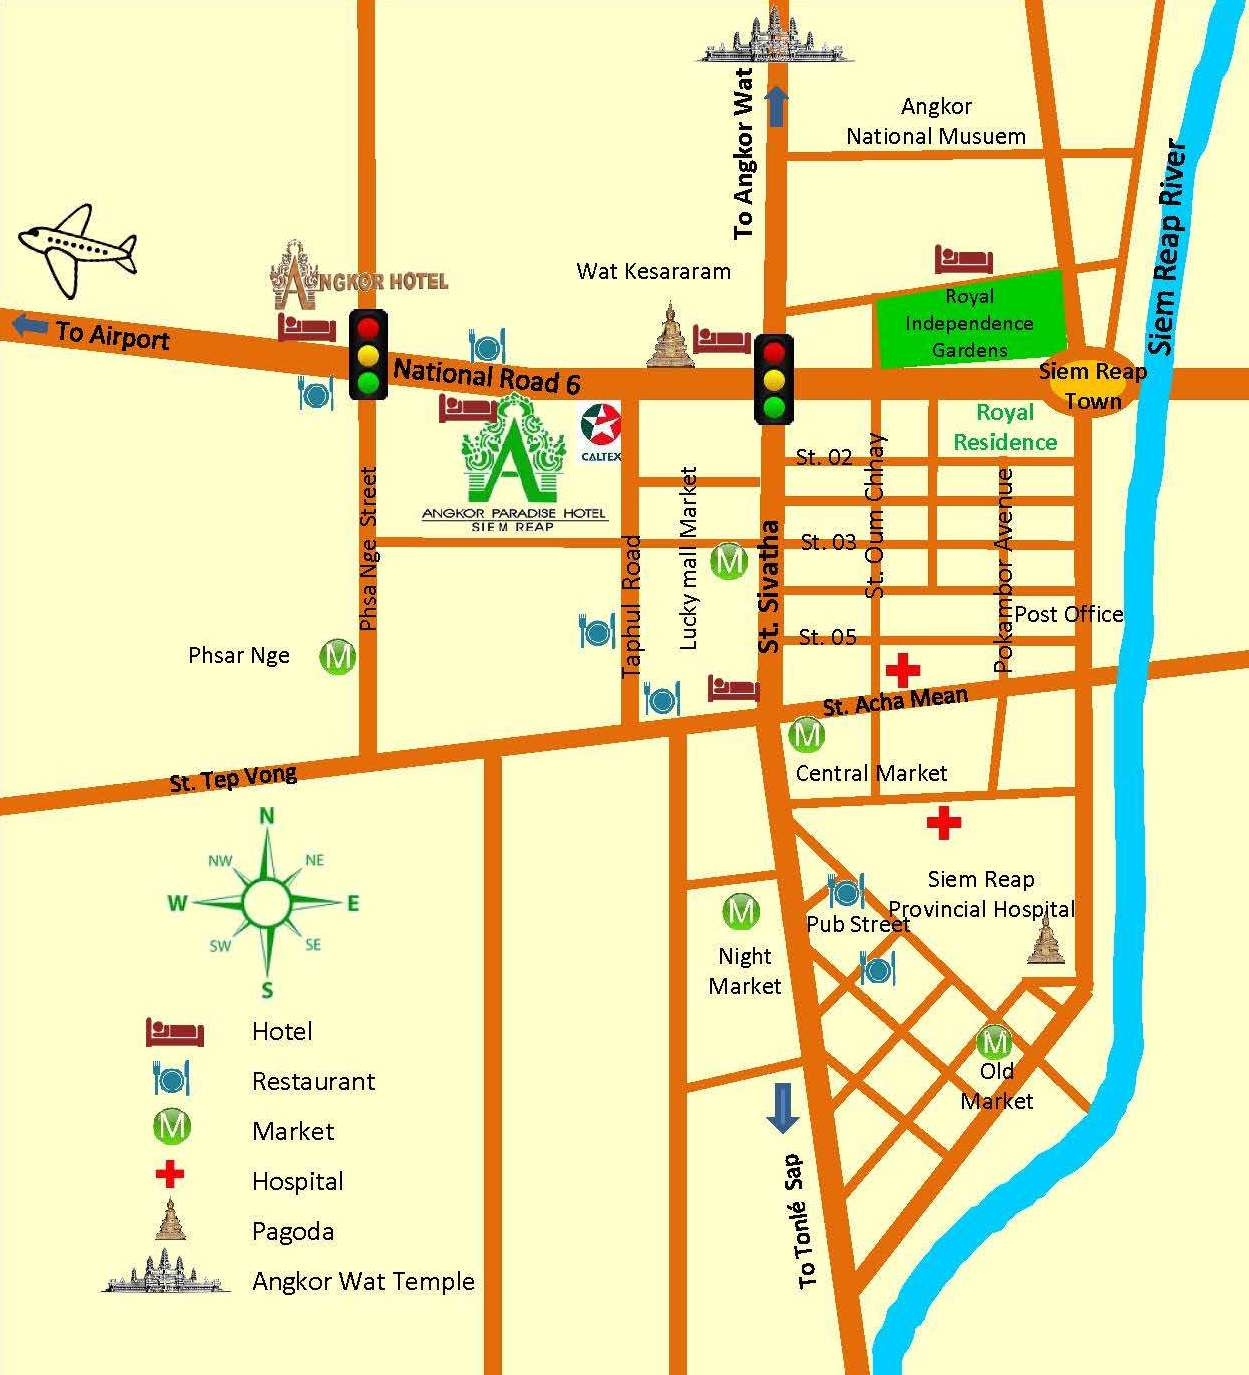 To Angkor Wat
Angkor
National Musuem
Siem Reap River
NGKOR HOTEL
Wat Kesararam
Royal
Independence
Gardens
To Airport
National Road 6
Siem Reap
Town
Royal
Residence
CALTEX
A
ANGKOR PARADISE HOTEL
SIEM REAP
St. 02
St. 03
St. 05
St. Oum Chhay
Pokambor Avenue
Post Office
Phsa Nge Street
Taphul Road
Lucky mall Market
M
St. Sivatha
Phsar Nge
M
St. Acha Mean
M
Central Market
St. Tep Vong
N
NW
NE
W
E
SW
SE
S
Siem Reap
Provincial Hospital
Pub Street
M
Night
Market
M
Old
Market
To Tonlé Sap
Hotel
Restaurant
M
Market
Hospital
Pagoda
Angkor Wat Temple